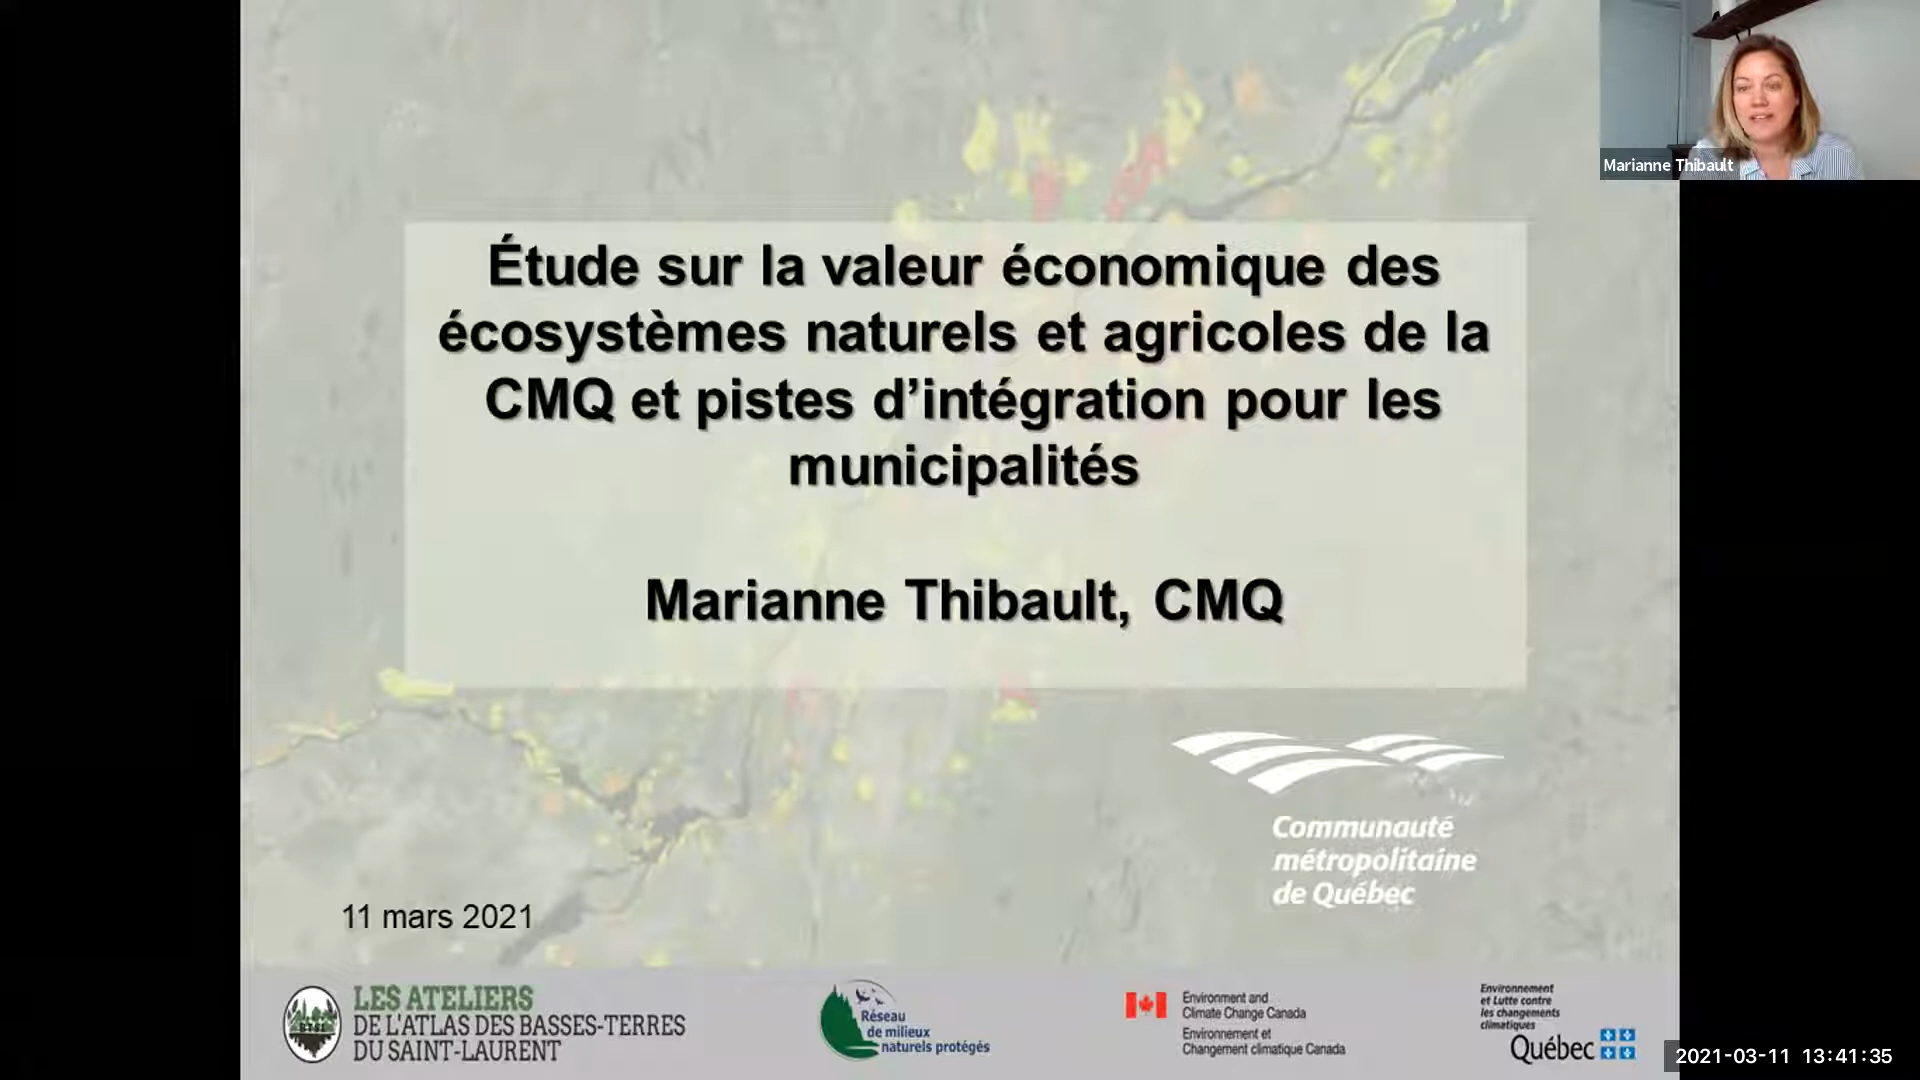 Étude sur la valeur économique des
écosystèmes naturels et agricoles de la
CMQ et pistes d’intégration pour les
municipalités
Marianne Thibault, CMQ
Marianne Thibault
Communauté
métropolitaine
de Québec
11 mars 2021
LES ATELIERS
DE L'ATLAS DES BASSES-TERRES
DU SAINT-LAURENT
Réseau
de milieux
naturels protégés
Environment and
Climate Change Canada
Environnement et
Changement climatique Canada
Environnement
et Lutte contre
les changements
climatiques
Québec
2021-03-11 13:41:35